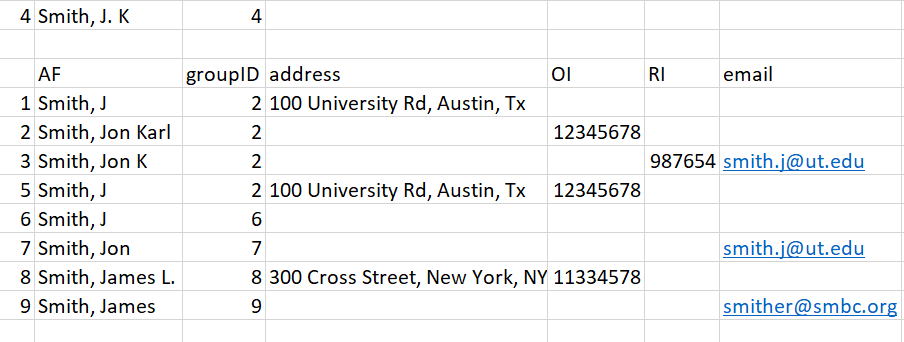 4 Smith, J. K 4
AF groupID address OI RI email
1 Smith, J 2 100 University Rd, Austin, Tx
2 Smith, Jon Karl 2 12345678
3 Smith, Jon K 2 987654 smith.j@ut.edu
5 Smith, J 2 100 University Rd, Austin, Tx 12345678
6 Smith, J 6
7 Smith, Jon 7 smith.j@ut.edu
8 Smith, James L. 8 300 Cross Street, New York, NY 11334578
9 Smith, James 9 smither@smbc.org